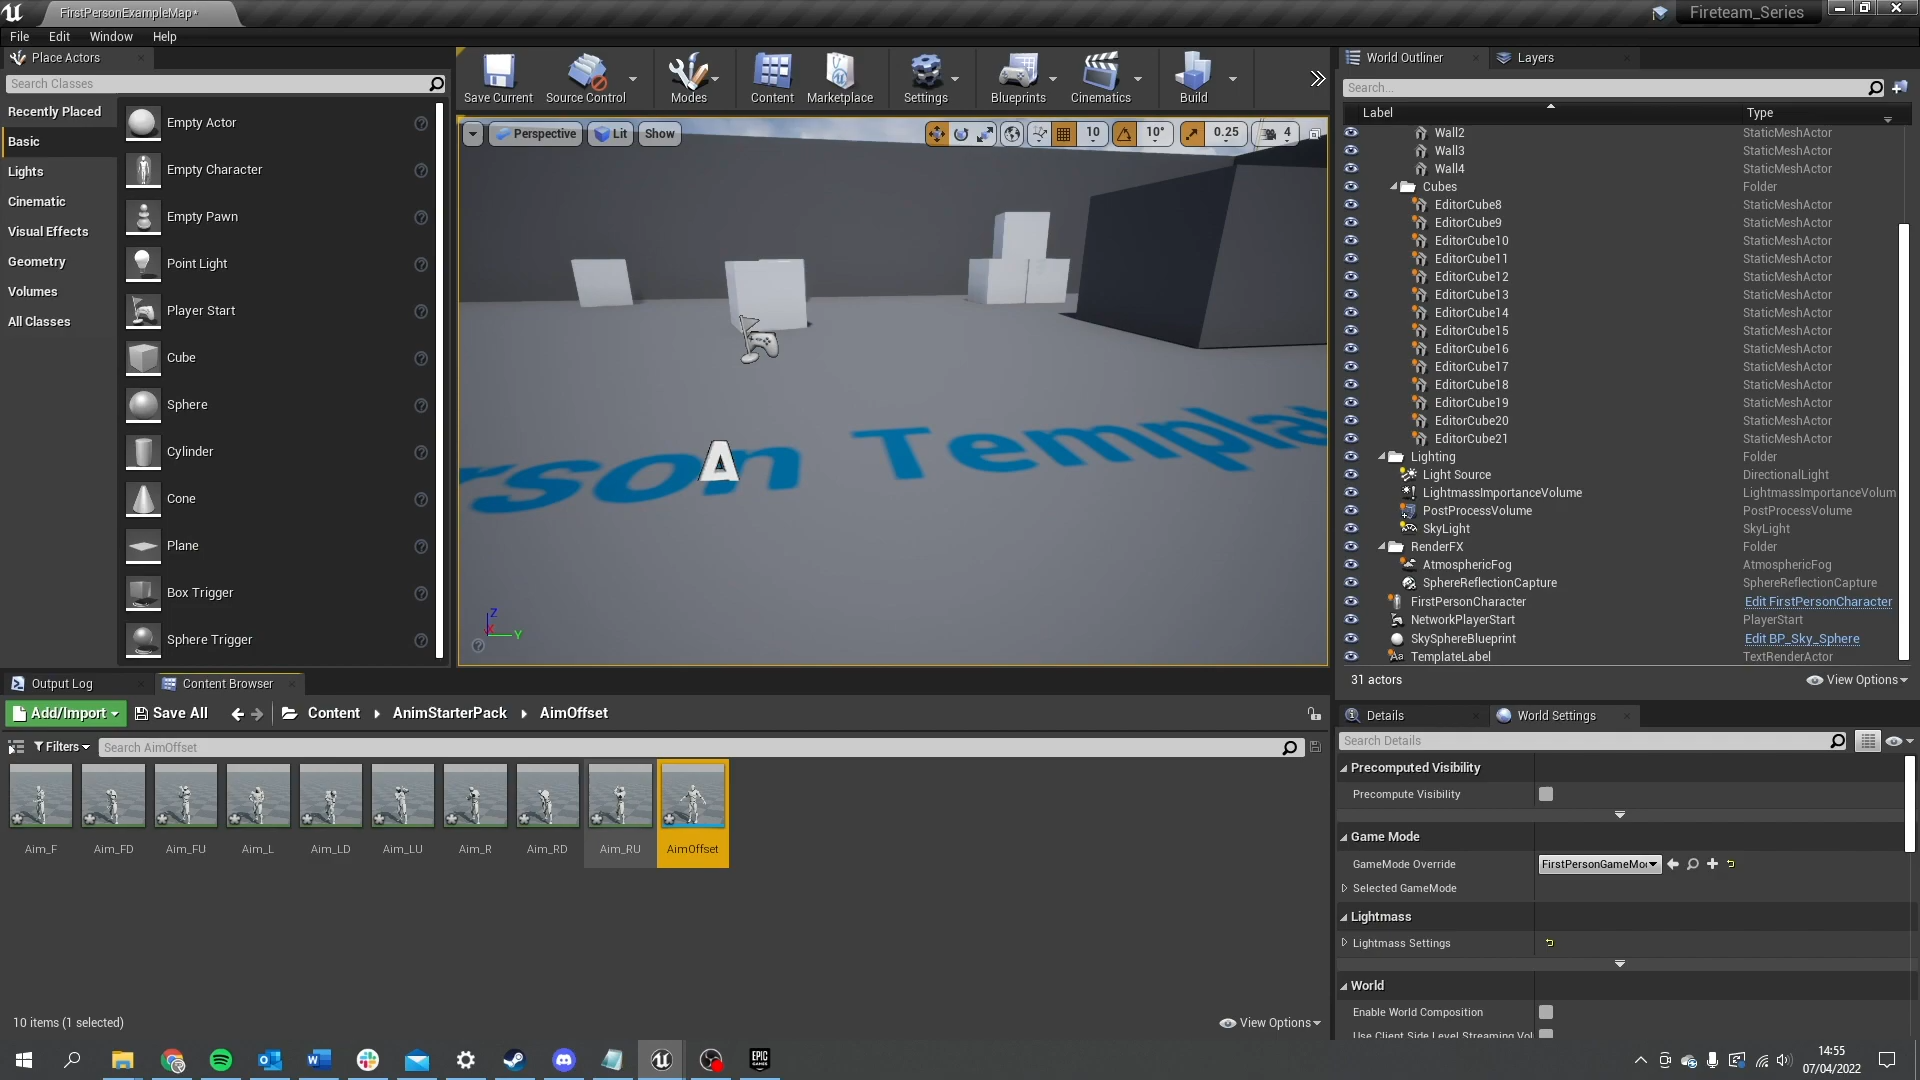 FirstPersonExampleMap*
Fireteam_Series
File Edit Window Help
Place Actors
Search Classes
Recently Placed
Basic
Lights
Cinematic
Visual Effects
Geometry
Volumes
All Classes
Empty Actor
Empty Character
Empty Pawn
Point Light
Player Start
Cube
Sphere
Cylinder
Cone
Plane
Box Trigger
Sphere Trigger
Save Current Source Control Modes Content Marketplace Settings Blueprints Cinematics Build
Perspective Lit Show 10 10° 0.25 4
rson Templat
A
Z
X
Y
World Outliner Layers
Search...
Label Type
Wall2 StaticMeshActor
Wall3 StaticMeshActor
Wall4 StaticMeshActor
Cubes Folder
EditorCube8 StaticMeshActor
EditorCube9 StaticMeshActor
EditorCube10 StaticMeshActor
EditorCube11 StaticMeshActor
EditorCube12 StaticMeshActor
EditorCube13 StaticMeshActor
EditorCube14 StaticMeshActor
EditorCube15 StaticMeshActor
EditorCube16 StaticMeshActor
EditorCube17 StaticMeshActor
EditorCube18 StaticMeshActor
EditorCube19 StaticMeshActor
EditorCube20 StaticMeshActor
EditorCube21 StaticMeshActor
Lighting Folder
Light Source DirectionalLight
LightmassImportanceVolume LightmassImportanceVolum
PostProcessVolume PostProcessVolume
SkyLight SkyLight
RenderFX Folder
AtmosphericFog AtmosphericFog
SphereReflectionCapture SphereReflectionCapture
FirstPersonCharacter Edit FirstPersonCharacter
NetworkPlayerStart PlayerStart
SkySphereBlueprint Edit BP_Sky_Sphere
TemplateLabel TextRenderActor
31 actors View Options
Output Log Content Browser
Add/Import Save All Content AnimStarterPack AimOffset
Filters Search AimOffset
Aim_F Aim_FD Aim_FU Aim_L Aim_LD Aim_LU Aim_R Aim_RD Aim_RU AimOffset
10 items (1 selected) View Options
Details World Settings
Search Details
Precomputed Visibility
Precompute Visibility
Game Mode
GameMode Override FirstPersonGameMo
Selected GameMode
Lightmass
Lightmass Settings
World
Enable World Composition
Use Client Side Level Streaming Vol
EPIC GAMES
14:55
07/04/2022